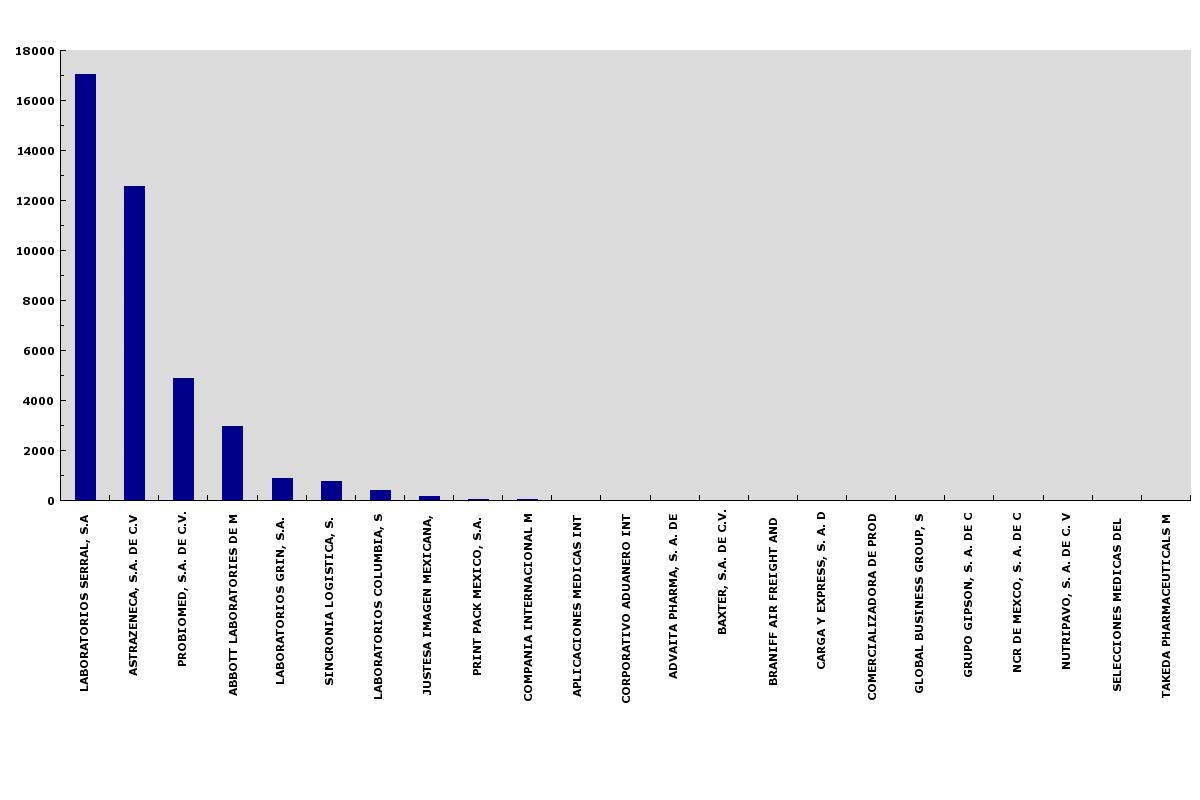 18000
16000
14000
12000
10000
8000
6000
4000
2000
0
LABORATORIOS SERRAL, S.A
ASTRAZENECA, S.A. DE C.V
PROBIOMED, S.A. DE C.V.
ABBOTT LABORATORIES DE M
LABORATORIOS GRIN, S.A.
SINCRONIA LOGISTICA, S.
LABORATORIOS COLUMBIA, S
JUSTESA IMAGEN MEXICANA,
PRINT PACK MEXICO, S.A.
COMPANIA INTERNACIONAL M
APLICACIONES MEDICAS INT
CORPORATIVO ADUANERO INT
ADVAITA PHARMA, S. A. DE
BAXTER, S.A. DE C.V.
BRANIFF AIR FREIGHT AND
CARGA Y EXPRESS, S. A. D
COMERCIALIZADORA DE PROD
GLOBAL BUSINESS GROUP, S
GRUPO GIPSON, S. A. DE C
NCR DE MEXCO, S. A. DE C
NUTRIPAVO, S. A. DE C. V
SELECCIONES MEDICAS DEL
TAKEDA PHARMACEUTICALS M